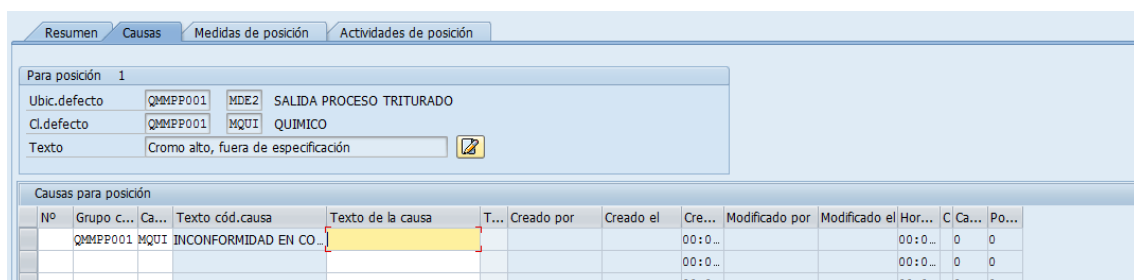 Resumen Causas Medidas de posición Actividades de posición
Para posición 1
Ubic.defecto QMMPP001 MDE2 SALIDA PROCESO TRITURADO
Cl.defecto QMMPP001 MQUI QUIMICO
Texto Cromo alto, fuera de especificación
Causas para posición
Nº Grupo c... Ca... Texto cód.causa Texto de la causa T... Creado por Creado el Cre... Modificado por Modificado el Hor... C Ca... Po...
QMMPP001 MQUI INCONFORMIDAD EN CO... 00:0... 00:0... 0 0
00:0... 00:0... 0 0